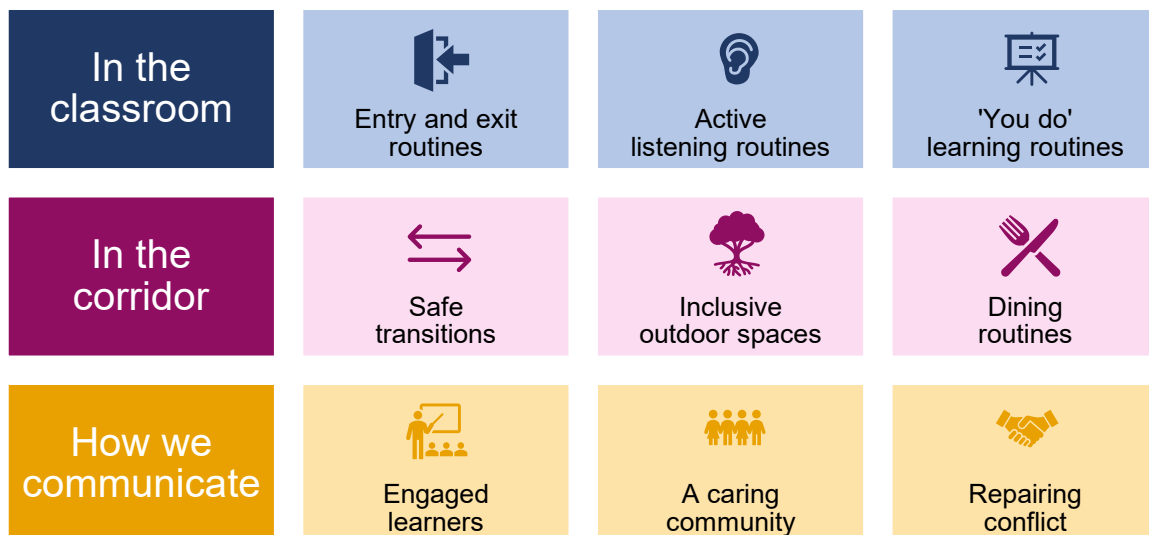 In the
classroom
Entry and exit
routines
Active
listening routines
'You do'
learning routines
In the
corridor
Safe
transitions
Inclusive
outdoor spaces
Dining
routines
How we
communicate
Engaged
learners
A caring
community
Repairing
conflict